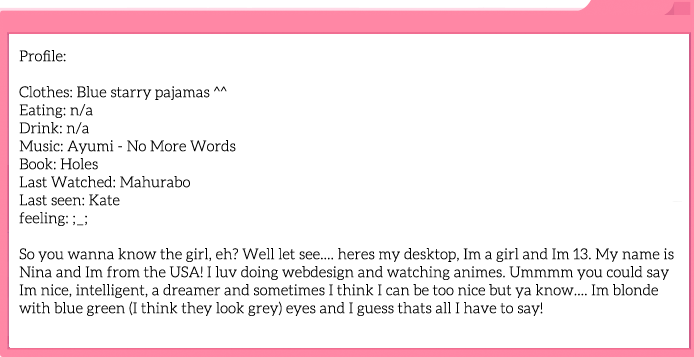 Profile:
Clothes: Blue starry pajamas ^^
Eating: n/a
Drink: n/a
Music: Ayumi - No More Words
Book: Holes
Last Watched: Mahurabo
Last seen: Kate
feeling: ;_;
So you wanna know the girl, eh? Well let see.... heres my desktop, Im a girl and Im 13. My name is
Nina and Im from the USA! I luv doing webdesign and watching animes. Ummmm you could say
Im nice, intelligent, a dreamer and sometimes I think I can be too nice but ya know.... Im blonde
with blue green (I think they look grey) eyes and I guess thats all I have to say!